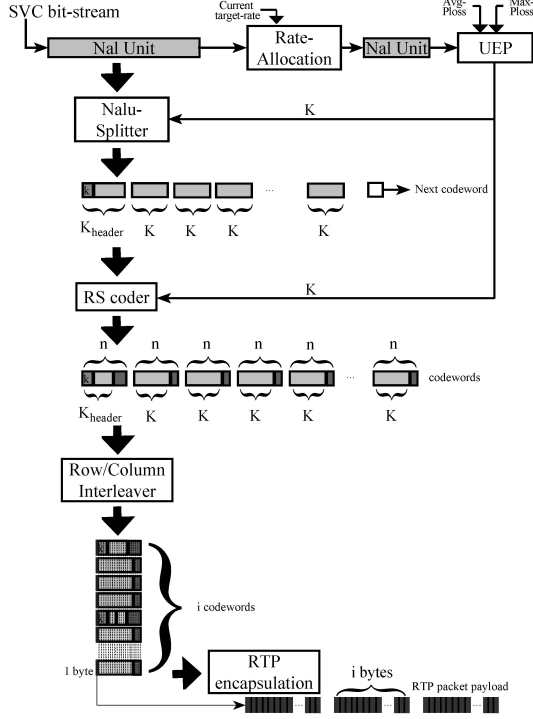 SVC bit-stream
Current
target-rate
Avg-
Ploss
Max-
Ploss
Nal Unit
Rate-
Allocation
Nal Unit
UEP
Nalu-
Splitter
K
k
...
Next codeword
Kheader
K
K
K
K
RS coder
K
n
n
n
n
n
n
k
...
codewords
Kheader
K
K
K
K
K
Row/Column
Interleaver
k
k
i codewords
1 byte
RTP
encapsulation
i bytes
RTP packet payload
...
...
...